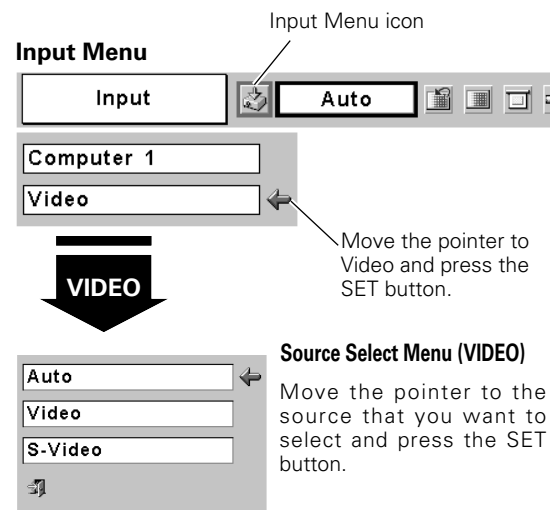 Input Menu icon
Input Menu
Input
Auto
Computer 1
Video
Move the pointer to
Video and press the
SET button.
VIDEO
Source Select Menu (VIDEO)
Auto
Video
S-Video
Move the pointer to the
source that you want to
select and press the SET
button.